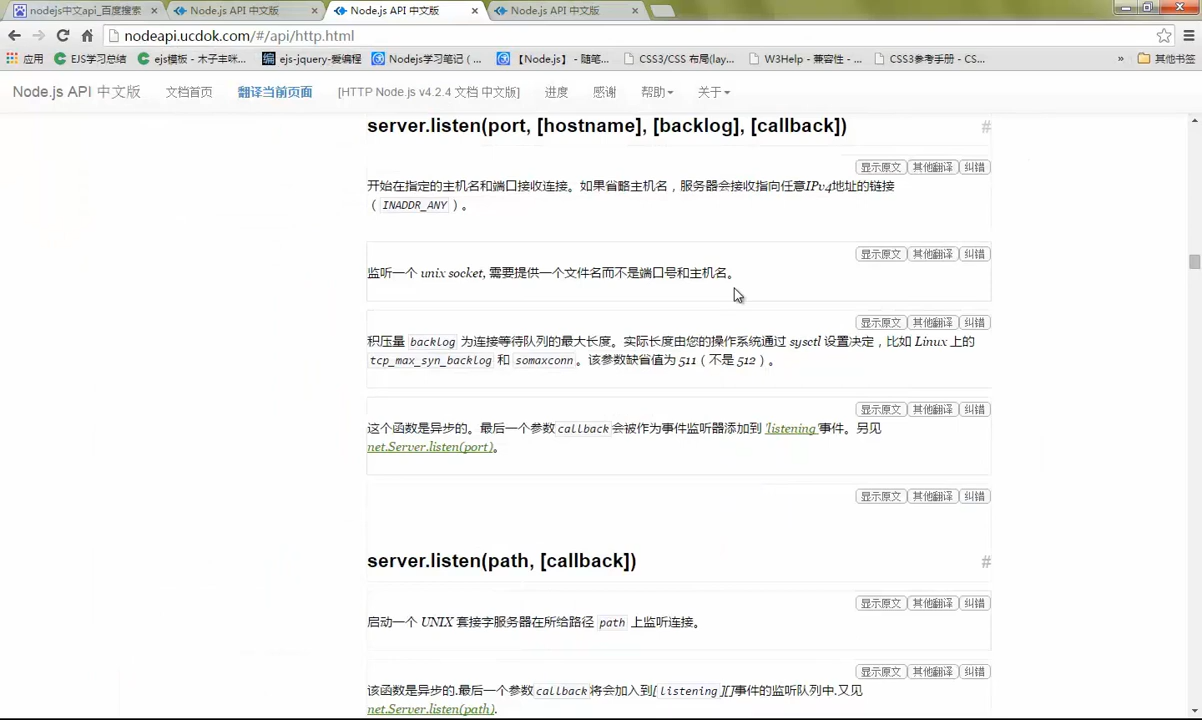 nodejs中文api_百度搜索
Node.js API 中文版
Node.js API 中文版
Node.js API 中文版
nodeapi.ucdok.com/#/api/http.html
应用 EJS学习总结 ejs模板 - 木子丰咪... ejs-jquery-爱编程 Nodejs学习笔记 (... 【Node.js】 - 随笔... CSS3/CSS 布局(lay... W3Help - 兼容性 - ... CSS3参考手册 - CS... » 其他书签
Node.js API 中文版 文档首页 翻译当前页面 [HTTP Node.js v4.2.4 文档 中文版] 进度 感谢 帮助 关于
server.listen(port, [hostname], [backlog], [callback]) #
显示原文 其他翻译 纠错
开始在指定的主机名和端口接收连接。如果省略主机名，服务器会接收指向任意IPv4地址的链接
（ INADDR_ANY ）。
显示原文 其他翻译 纠错
监听一个 unix socket, 需要提供一个文件名而不是端口号和主机名。
显示原文 其他翻译 纠错
积压量 backlog 为连接等待队列的最大长度。实际长度由您的操作系统通过 sysctl 设置决定，比如 Linux 上的
tcp_max_syn_backlog 和 somaxconn 。该参数缺省值为 511（不是 512）。
显示原文 其他翻译 纠错
这个函数是异步的。最后一个参数 callback 会被作为事件监听器添加到 'listening' 事件。另见
net.Server.listen(port)。
显示原文 其他翻译 纠错
server.listen(path, [callback]) #
显示原文 其他翻译 纠错
启动一个 UNIX 套接字服务器在所给路径 path 上监听连接。
显示原文 其他翻译 纠错
该函数是异步的.最后一个参数 callback 将会加入到[ listening ][]事件的监听队列中.又见
net.Server.listen(path).